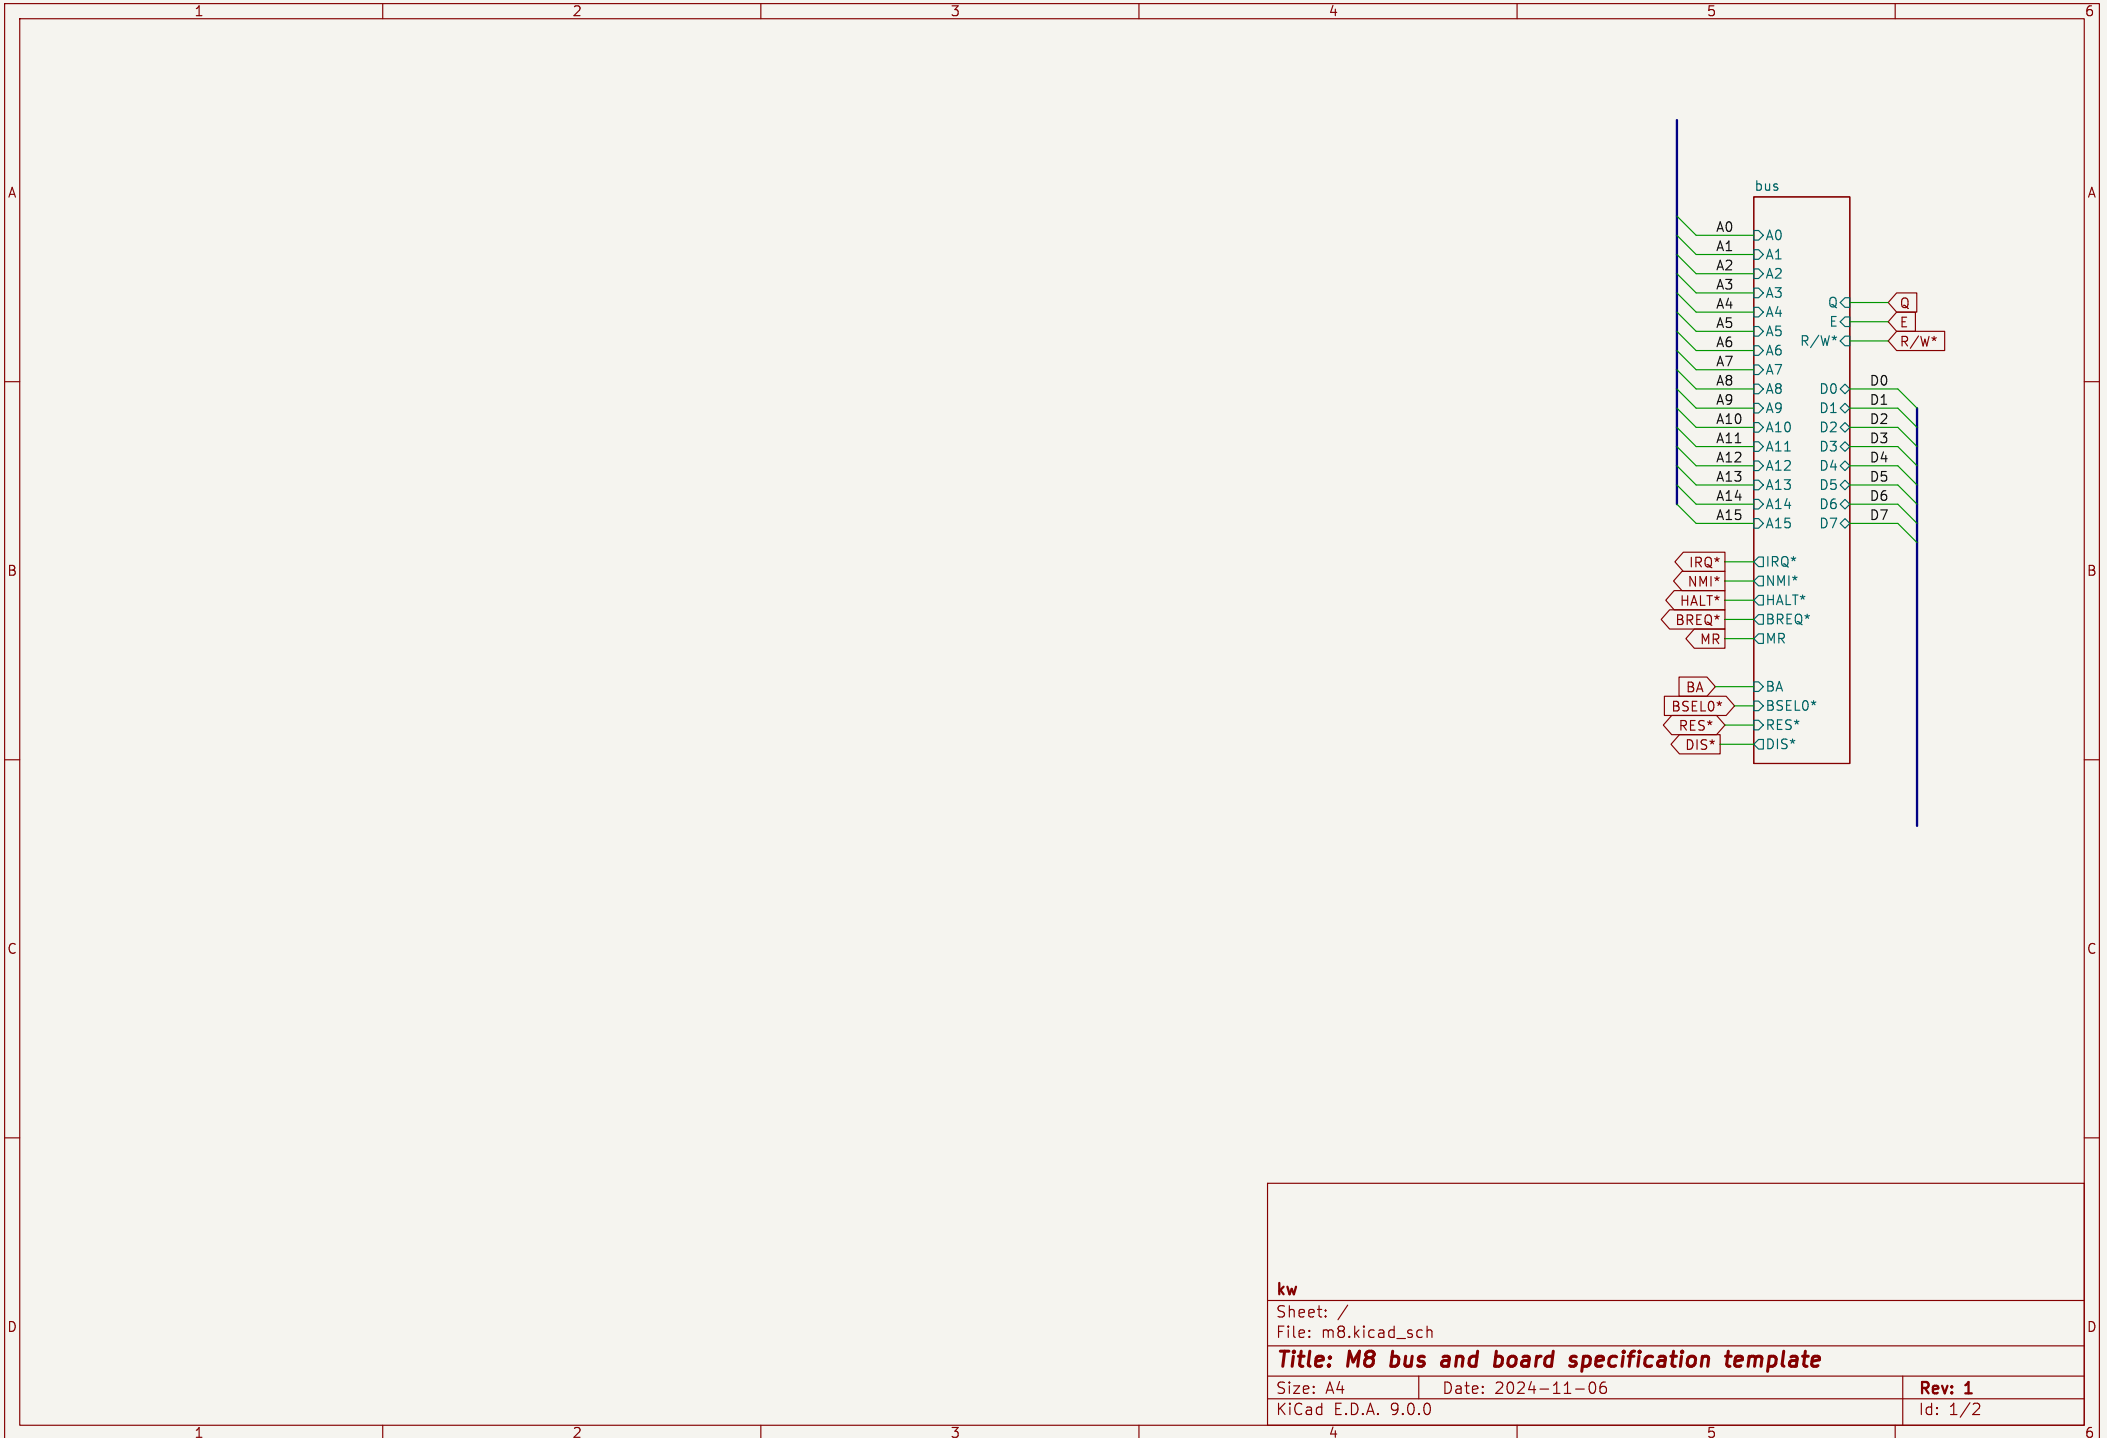 1 2 3 4 5 6
A A
bus
A0 A0
A1 A1
A2 A2
A3 A3
A4 A4
A5 A5
A6 A6
A7 A7
A8 A8
A9 A9
A10 A10
A11 A11
A12 A12
A13 A13
A14 A14
A15 A15
Q Q
E E
R/W* R/W*
D0 D0
D1 D1
D2 D2
D3 D3
D4 D4
D5 D5
D6 D6
D7 D7
B B
IRQ* IRQ*
NMI* NMI*
HALT* HALT*
BREQ* BREQ*
MR MR
BA BA
BSEL0* BSEL0*
RES* RES*
DIS* DIS*
C C
kw
Sheet: /
File: m8.kicad_sch
D D
Title: M8 bus and board specification template
Size: A4 Date: 2024-11-06 Rev: 1
KiCad E.D.A. 9.0.0 Id: 1/2
1 2 3 4 5 6